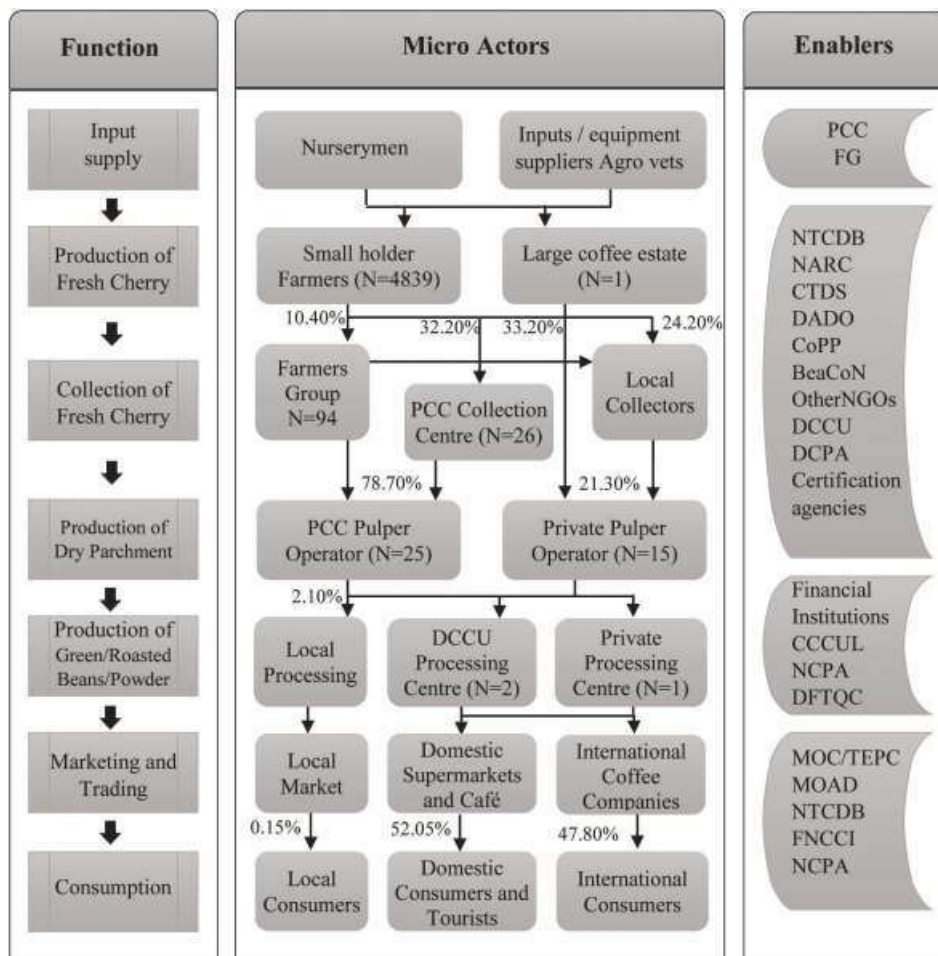 Function
Micro Actors
Enablers
Input
supply
Nurserymen
Inputs / equipment
suppliers Agro vets
PCC
FG
Production of
Fresh Cherry
Small holder
Farmers (N=4839)
Large coffee estate
(N=1)
NTCDB
NARC
CTDS
DADO
CoPP
BeaCoN
OtherNGOs
DCCU
DCPA
Certification
agencies
10.40%
32.20%
33.20%
24.20%
Collection of
Fresh Cherry
Farmers
Group
N=94
PCC Collection
Centre (N=26)
Local
Collectors
78.70%
21.30%
Production of
Dry Parchment
PCC Pulper
Operator (N=25)
Private Pulper
Operator (N=15)
2.10%
Production of
Green/Roasted
Beans/Powder
Local
Processing
DCCU
Processing
Centre (N=2)
Private
Processing
Centre (N=1)
Financial
Institutions
CCCUL
NCPA
DFTQC
Marketing and
Trading
Local
Market
Domestic
Supermarkets
and Café
International
Coffee
Companies
MOC/TEPC
MOAD
NTCDB
FNCCI
NCPA
0.15%
52.05%
47.80%
Consumption
Local
Consumers
Domestic
Consumers and
Tourists
International
Consumers